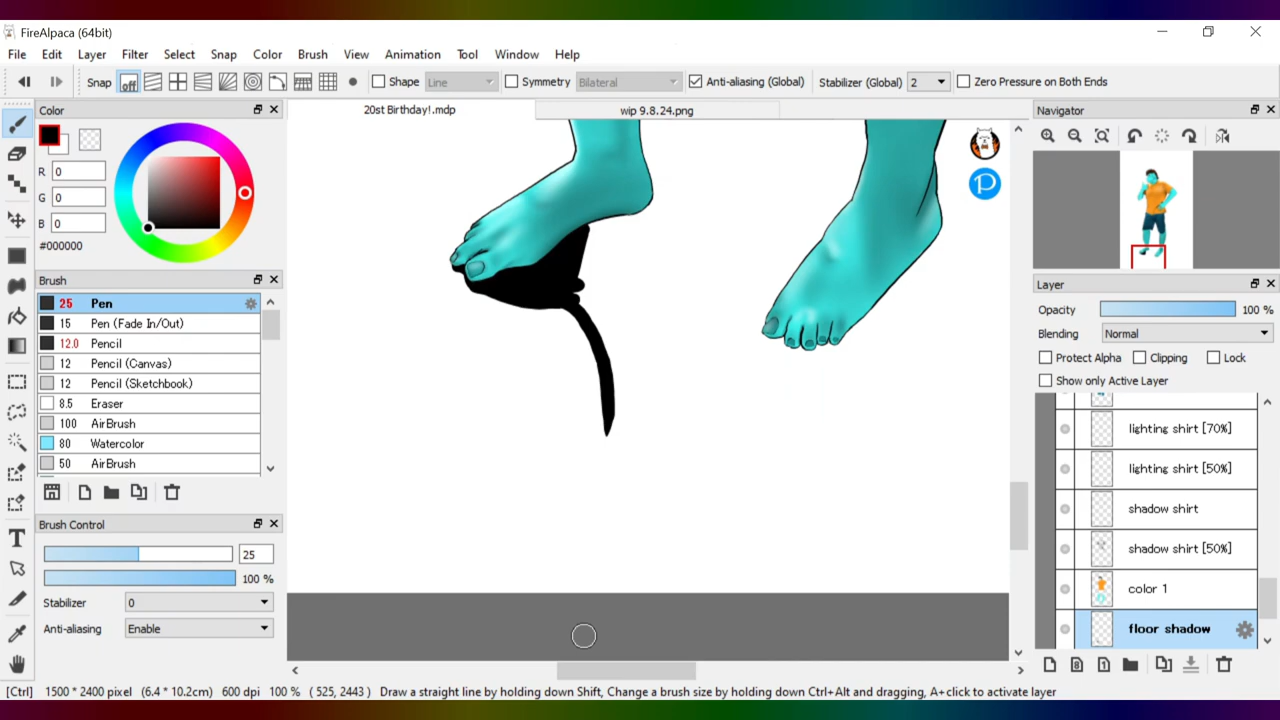 FireAlpaca (64bit)
File Edit Layer Filter Select Snap Color Brush View Animation Tool Window Help
Snap off Shape Line Symmetry Bilateral Anti-aliasing (Global) Stabilizer (Global) 2 Zero Pressure on Both Ends
Color
R 0
G 0
B 0
#000000
Brush
25 Pen
15 Pen (Fade In/Out)
12.0 Pencil
12 Pencil (Canvas)
12 Pencil (Sketchbook)
8.5 Eraser
100 AirBrush
80 Watercolor
50 AirBrush
Brush Control
25
100 %
Stabilizer 0
Anti-aliasing Enable
20st Birthday!.mdp wip 9.8.24.png
Navigator
Layer
Opacity 100 %
Blending Normal
Protect Alpha Clipping Lock
Show only Active Layer
lighting shirt [70%]
lighting shirt [50%]
shadow shirt
shadow shirt [50%]
color 1
floor shadow
[Ctrl] 1500 * 2400 pixel (6.4 * 10.2cm) 600 dpi 100 % ( 525, 2443 ) Draw a straight line by holding down Shift, Change a brush size by holding down Ctrl+Alt and dragging, A+click to activate layer